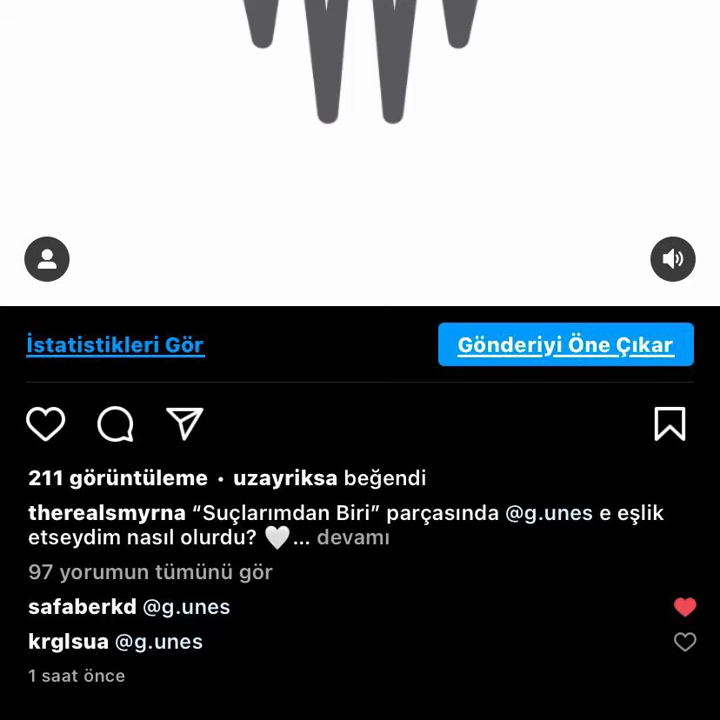 İstatistikleri Gör
Gönderiyi Öne Çıkar
211 görüntüleme • uzayriksa beğendi
therealsmyrna “Suçlarımdan Biri” parçasında @g.unes e eşlik
etseydim nasıl olurdu? 🤍... devamı
97 yorumun tümünü gör
safaberkd @g.unes
krglsua @g.unes
1 saat önce